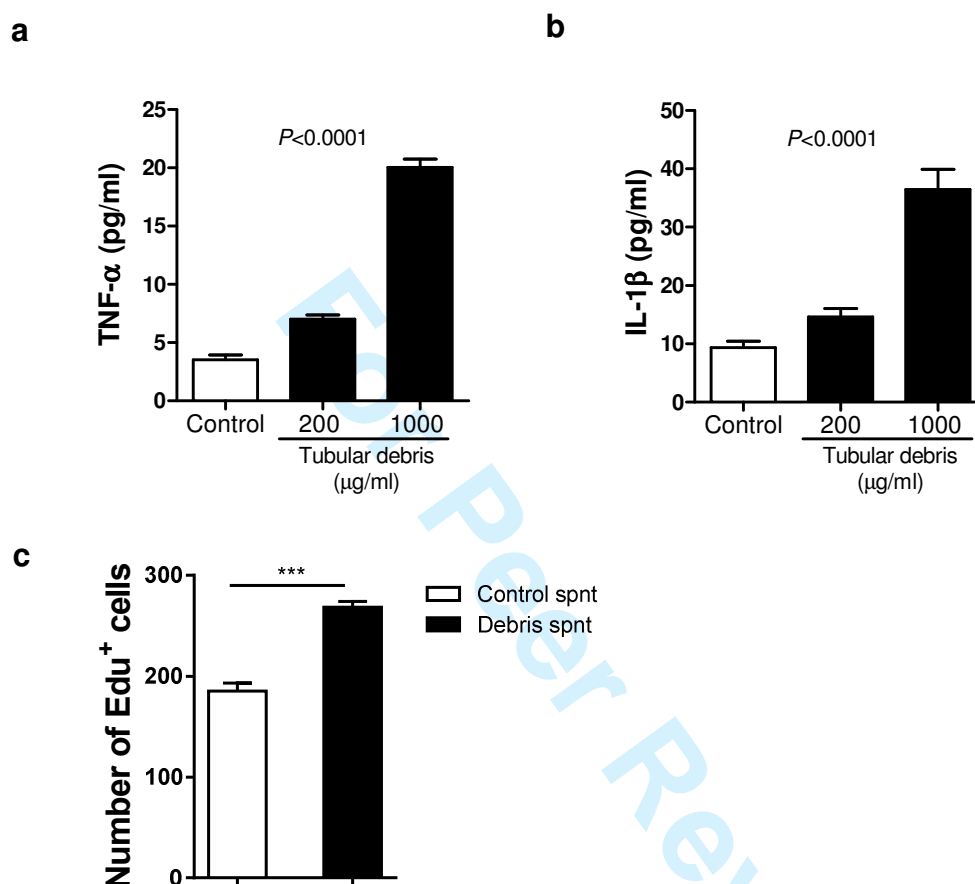 a
25
20
15
10
5
0
TNF-α (pg/ml)
P<0.0001
Control 200 1000
Tubular debris
(μg/ml)
b
50
40
30
20
10
0
IL-1β (pg/ml)
P<0.0001
Control 200 1000
Tubular debris
(μg/ml)
c
300
200
100
0
Number of Edu⁺ cells
***
Control spnt
Debris spnt
For Peer Rev